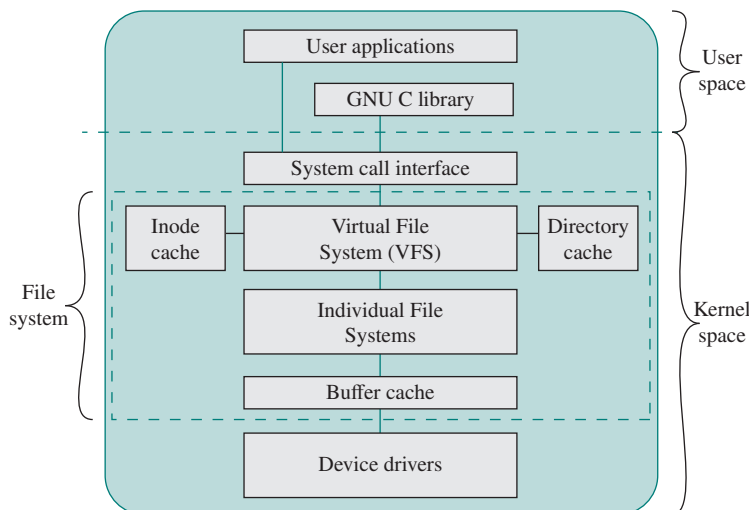 User applications
User
space
GNU C library
System call interface
Inode
cache
Virtual File
System (VFS)
Directory
cache
File
system
Individual File
Systems
Kernel
space
Buffer cache
Device drivers